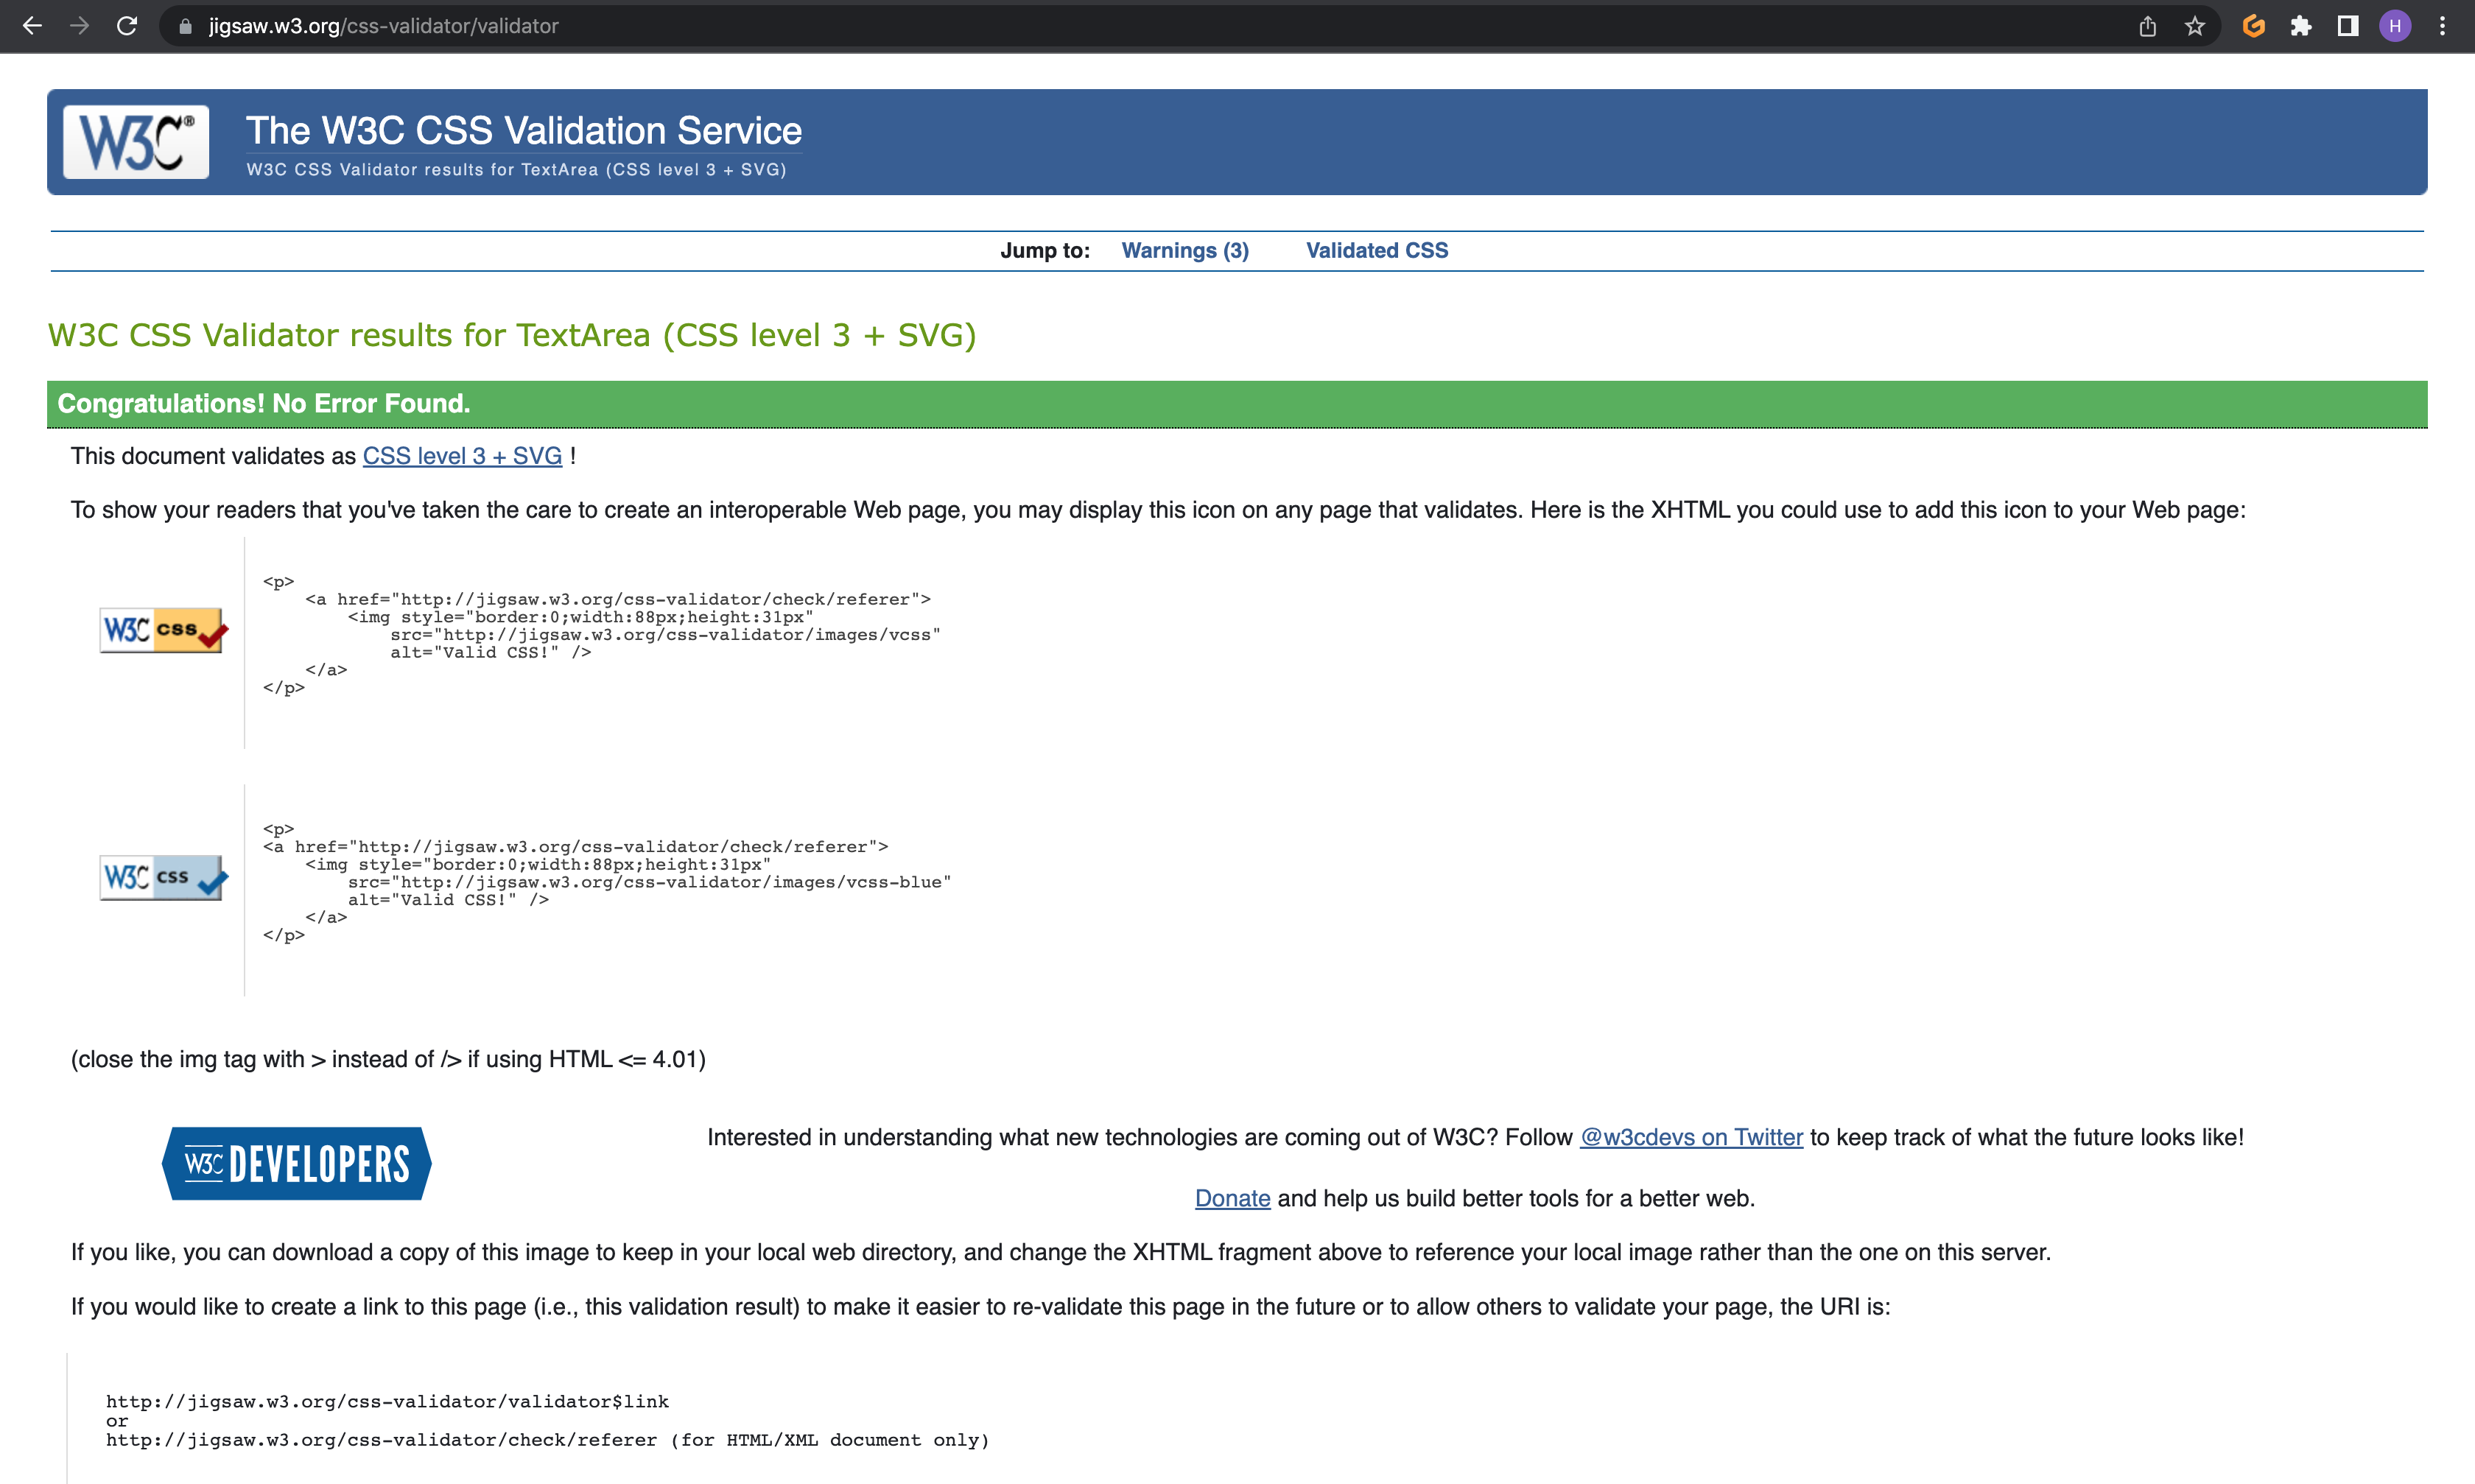 jigsaw.w3.org/css-validator/validator
H
W3C®
The W3C CSS Validation Service
W3C CSS Validator results for TextArea (CSS level 3 + SVG)
Jump to: Warnings (3) Validated CSS
W3C CSS Validator results for TextArea (CSS level 3 + SVG)
Congratulations! No Error Found.
This document validates as CSS level 3 + SVG !
To show your readers that you've taken the care to create an interoperable Web page, you may display this icon on any page that validates. Here is the XHTML you could use to add this icon to your Web page:
W3C css
<p>
<a href="http://jigsaw.w3.org/css-validator/check/referer">
<img style="border:0;width:88px;height:31px"
src="http://jigsaw.w3.org/css-validator/images/vcss"
alt="Valid CSS!" />
</a>
</p>
W3C css
<p>
<a href="http://jigsaw.w3.org/css-validator/check/referer">
<img style="border:0;width:88px;height:31px"
src="http://jigsaw.w3.org/css-validator/images/vcss-blue"
alt="Valid CSS!" />
</a>
</p>
(close the img tag with > instead of /> if using HTML <= 4.01)
W3C DEVELOPERS
Interested in understanding what new technologies are coming out of W3C? Follow @w3cdevs on Twitter to keep track of what the future looks like!
Donate and help us build better tools for a better web.
If you like, you can download a copy of this image to keep in your local web directory, and change the XHTML fragment above to reference your local image rather than the one on this server.
If you would like to create a link to this page (i.e., this validation result) to make it easier to re-validate this page in the future or to allow others to validate your page, the URI is:
http://jigsaw.w3.org/css-validator/validator$link
or
http://jigsaw.w3.org/css-validator/check/referer (for HTML/XML document only)